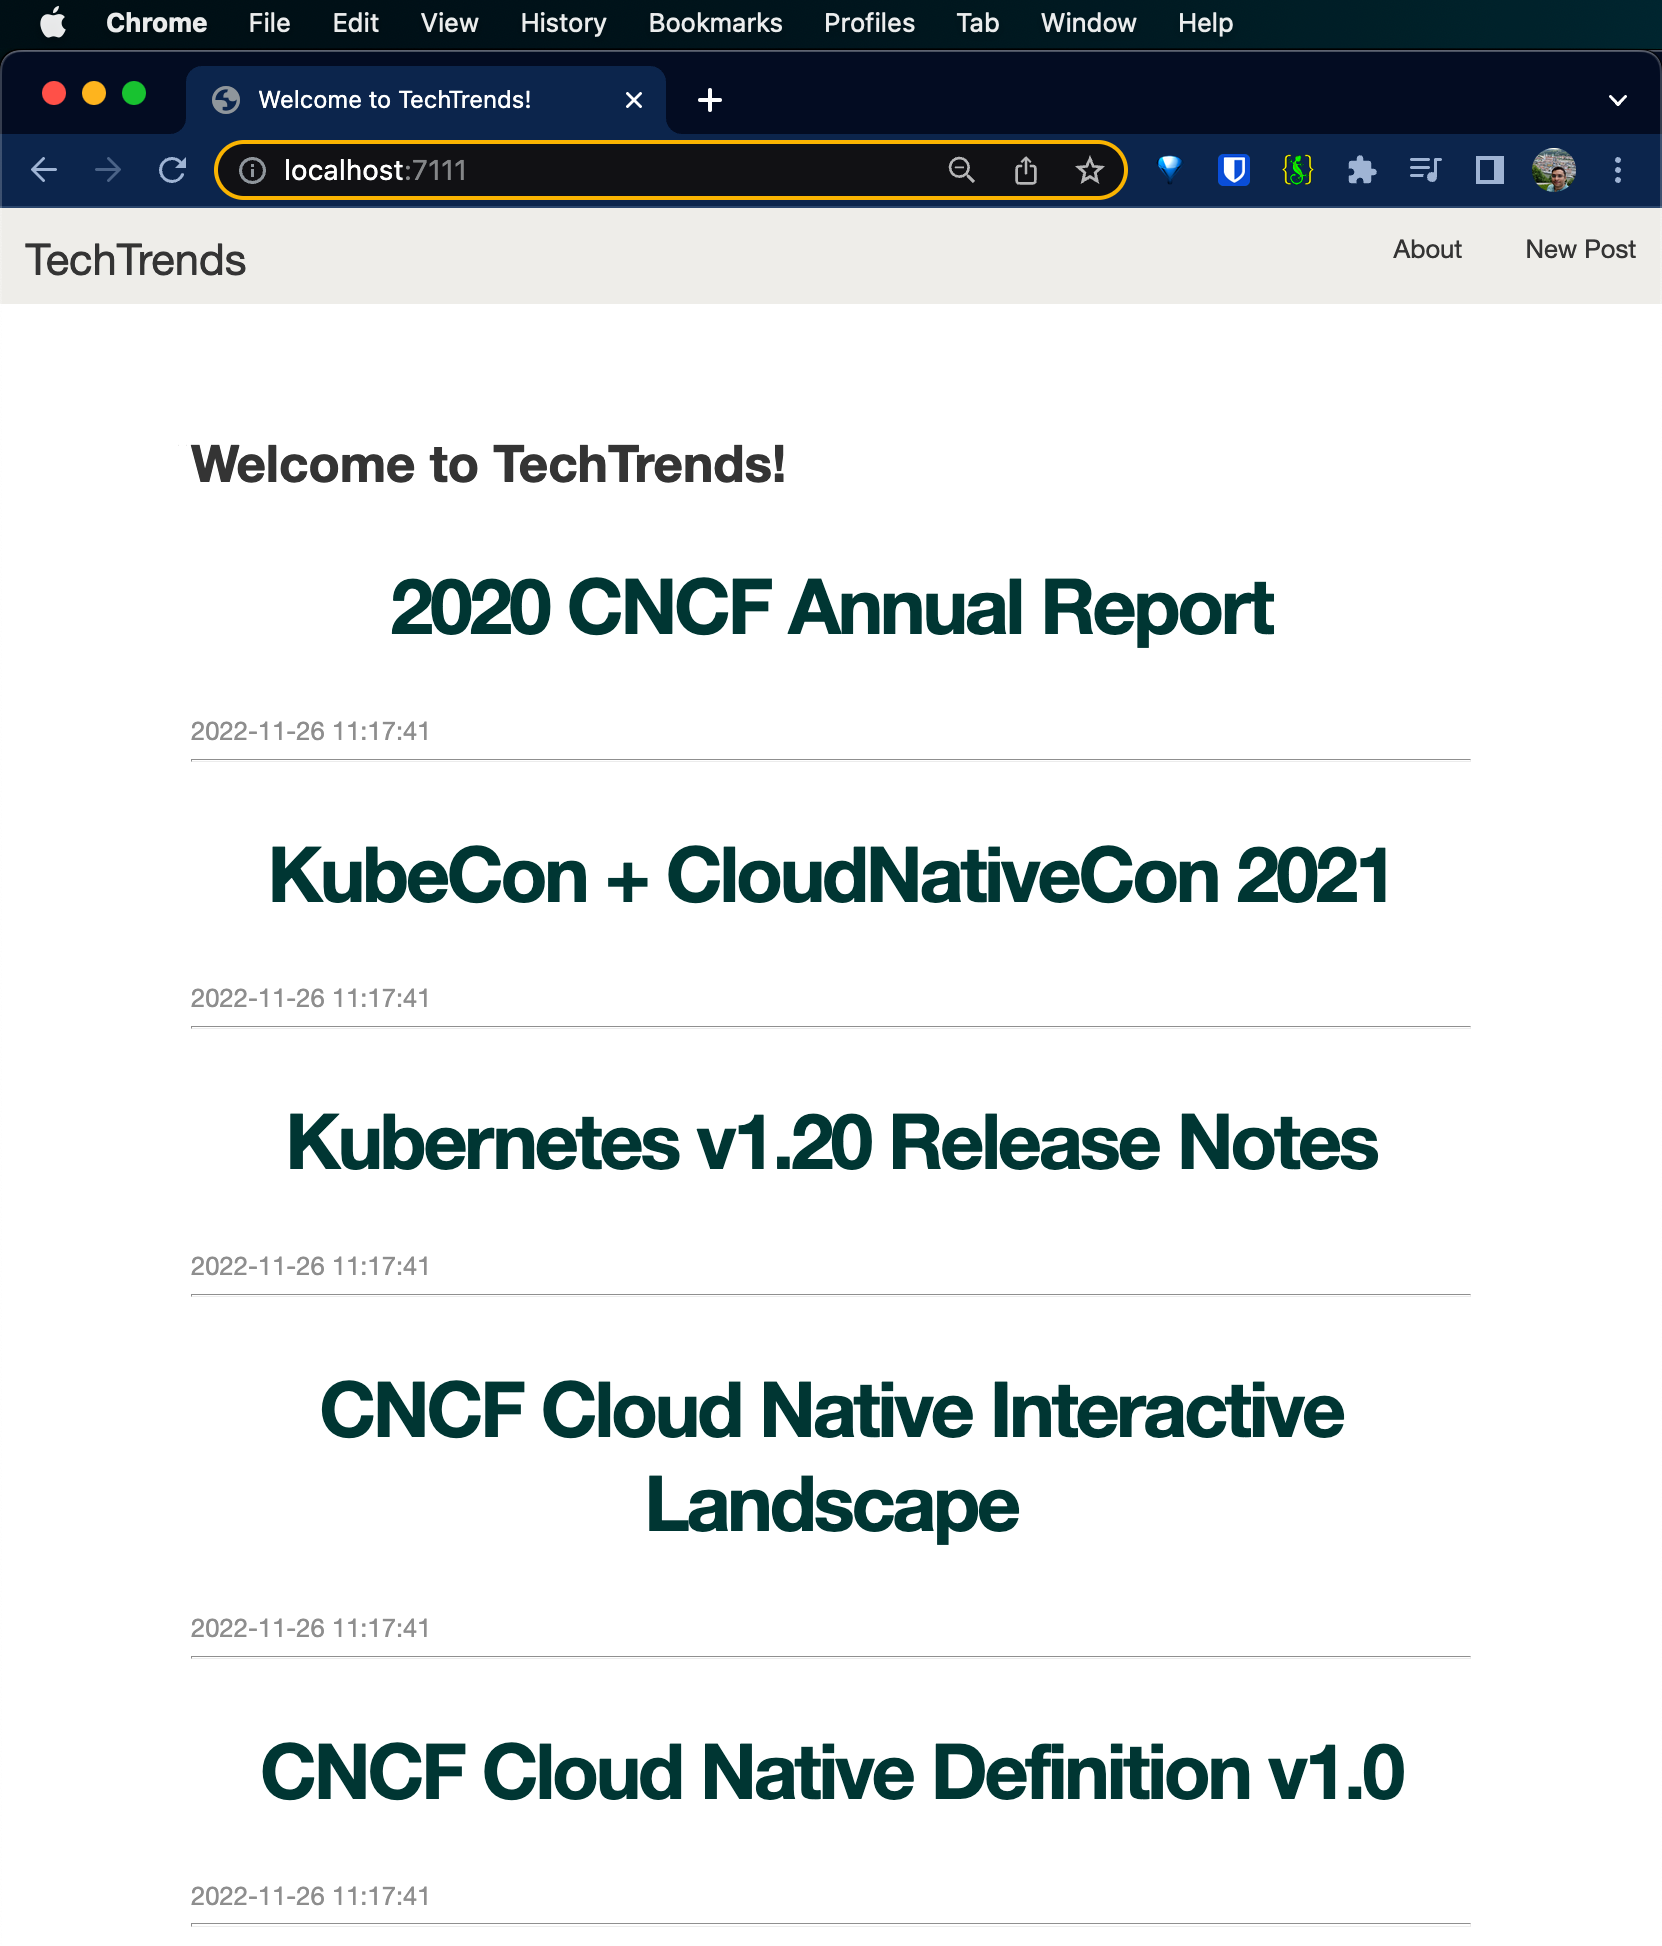 Chrome File Edit View History Bookmarks Profiles Tab Window Help
Welcome to TechTrends!
localhost:7111
TechTrends About New Post
Welcome to TechTrends!
2020 CNCF Annual Report
2022-11-26 11:17:41
KubeCon + CloudNativeCon 2021
2022-11-26 11:17:41
Kubernetes v1.20 Release Notes
2022-11-26 11:17:41
CNCF Cloud Native Interactive
Landscape
2022-11-26 11:17:41
CNCF Cloud Native Definition v1.0
2022-11-26 11:17:41